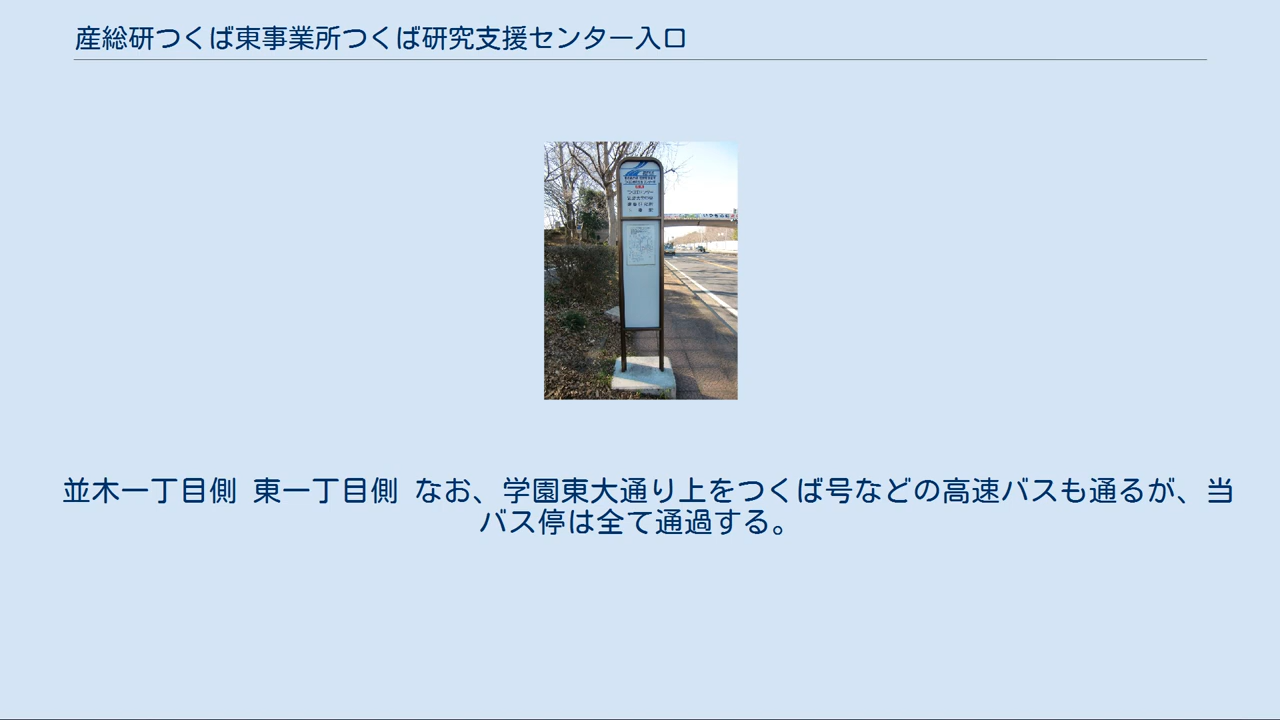 産総研つくば東事業所つくば研究支援センター入口
並木一丁目側 東一丁目側 なお、学園東大通り上をつくば号などの高速バスも通るが、当
バス停は全て通過する。